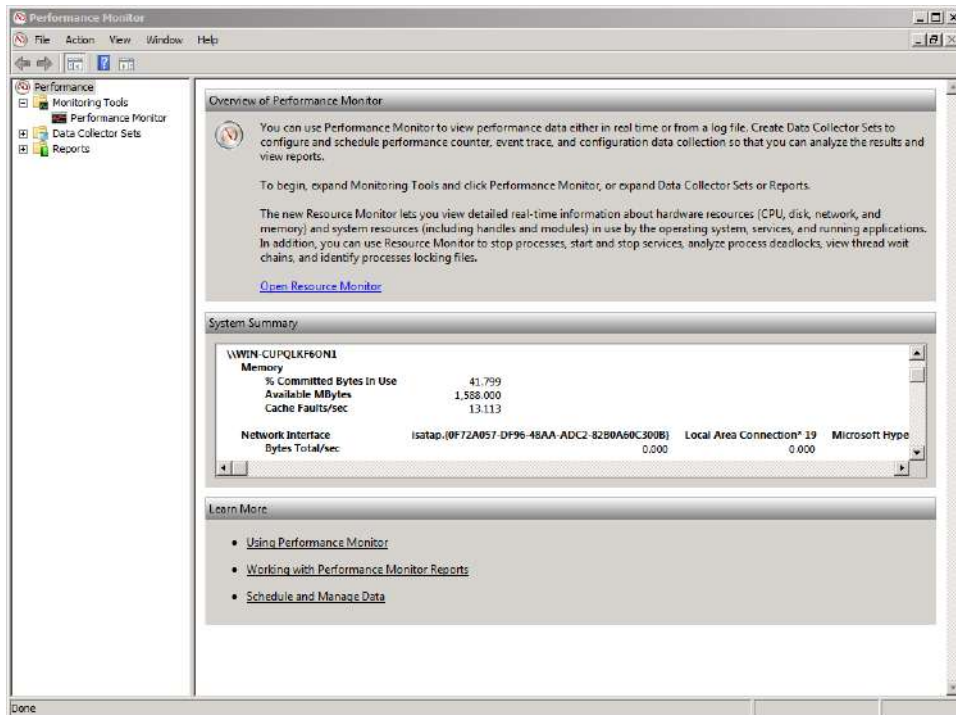 Performance Monitor
File Action View Window Help
Performance
Monitoring Tools
Performance Monitor
Data Collector Sets
Reports
Overview of Performance Monitor
You can use Performance Monitor to view performance data either in real time or from a log file. Create Data Collector Sets to
configure and schedule performance counter, event trace, and configuration data collection so that you can analyze the results and
view reports.
To begin, expand Monitoring Tools and click Performance Monitor, or expand Data Collector Sets or Reports.
The new Resource Monitor lets you view detailed real-time information about hardware resources (CPU, disk, network, and
memory) and system resources (including handles and modules) in use by the operating system, services, and running applications.
In addition, you can use Resource Monitor to stop processes, start and stop services, analyze process deadlocks, view thread wait
chains, and identify processes locking files.
Open Resource Monitor
System Summary
\\WIN-CUPQLKF6ON1
Memory
% Committed Bytes In Use 41.799
Available MBytes 1,588.000
Cache Faults/sec 13.113
Network Interface isatap.{0F72A057-DF96-4BAA-ADC2-82B0A60C300B} Local Area Connection* 19 Microsoft Hype
Bytes Total/sec 0.000 0.000
Learn More
Using Performance Monitor
Working with Performance Monitor Reports
Schedule and Manage Data
Done